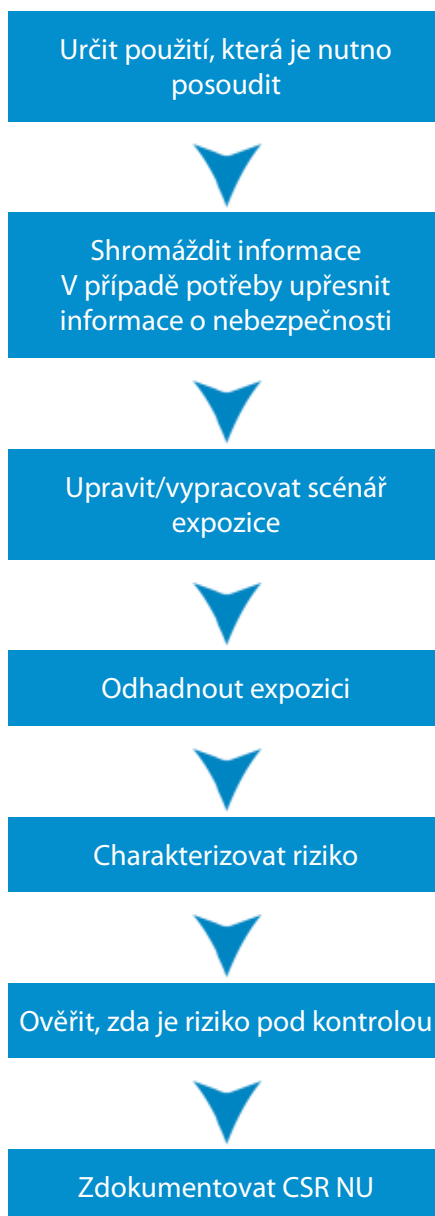 Určit použití, která je nutno
posoudit
Shromáždit informace
V případě potřeby upřesnit
informace o nebezpečnosti
Upravit/vypracovat scénář
expozice
Odhadnout expozici
Charakterizovat riziko
Ověřit, zda je riziko pod kontrolou
Zdokumentovat CSR NU